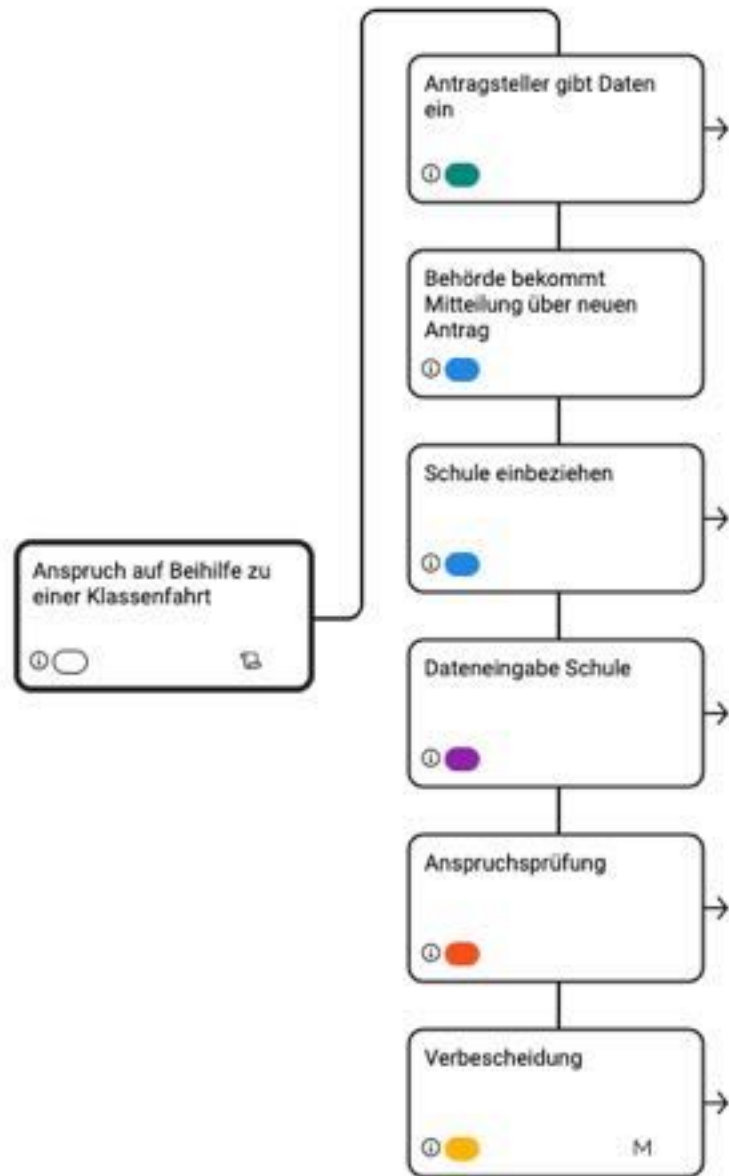 Antragsteller gibt Daten
ein
Behörde bekommt
Mitteilung über neuen
Antrag
Schule einbeziehen
Anspruch auf Beihilfe zu
einer Klassenfahrt
Dateneingabe Schule
Anspruchsprüfung
Verbescheidung
M